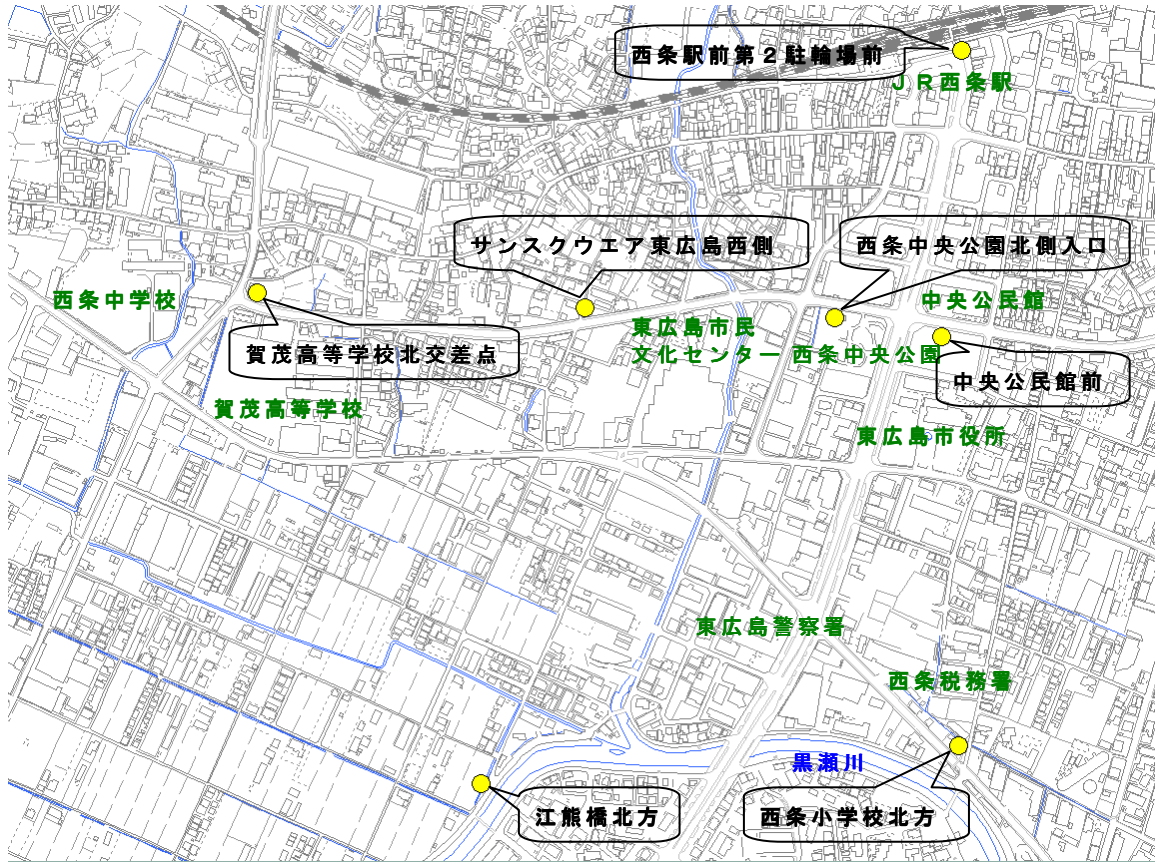 西条駅前第２駐輪場前
ＪＲ西条駅
サンスクウエア東広島西側
西条中央公園北側入口
西条中学校
中央公民館
東広島市民
文化センター
西条中央公園
賀茂高等学校北交差点
中央公民館前
賀茂高等学校
東広島市役所
東広島警察署
西条税務署
黒瀬川
江熊橋北方
西条小学校北方